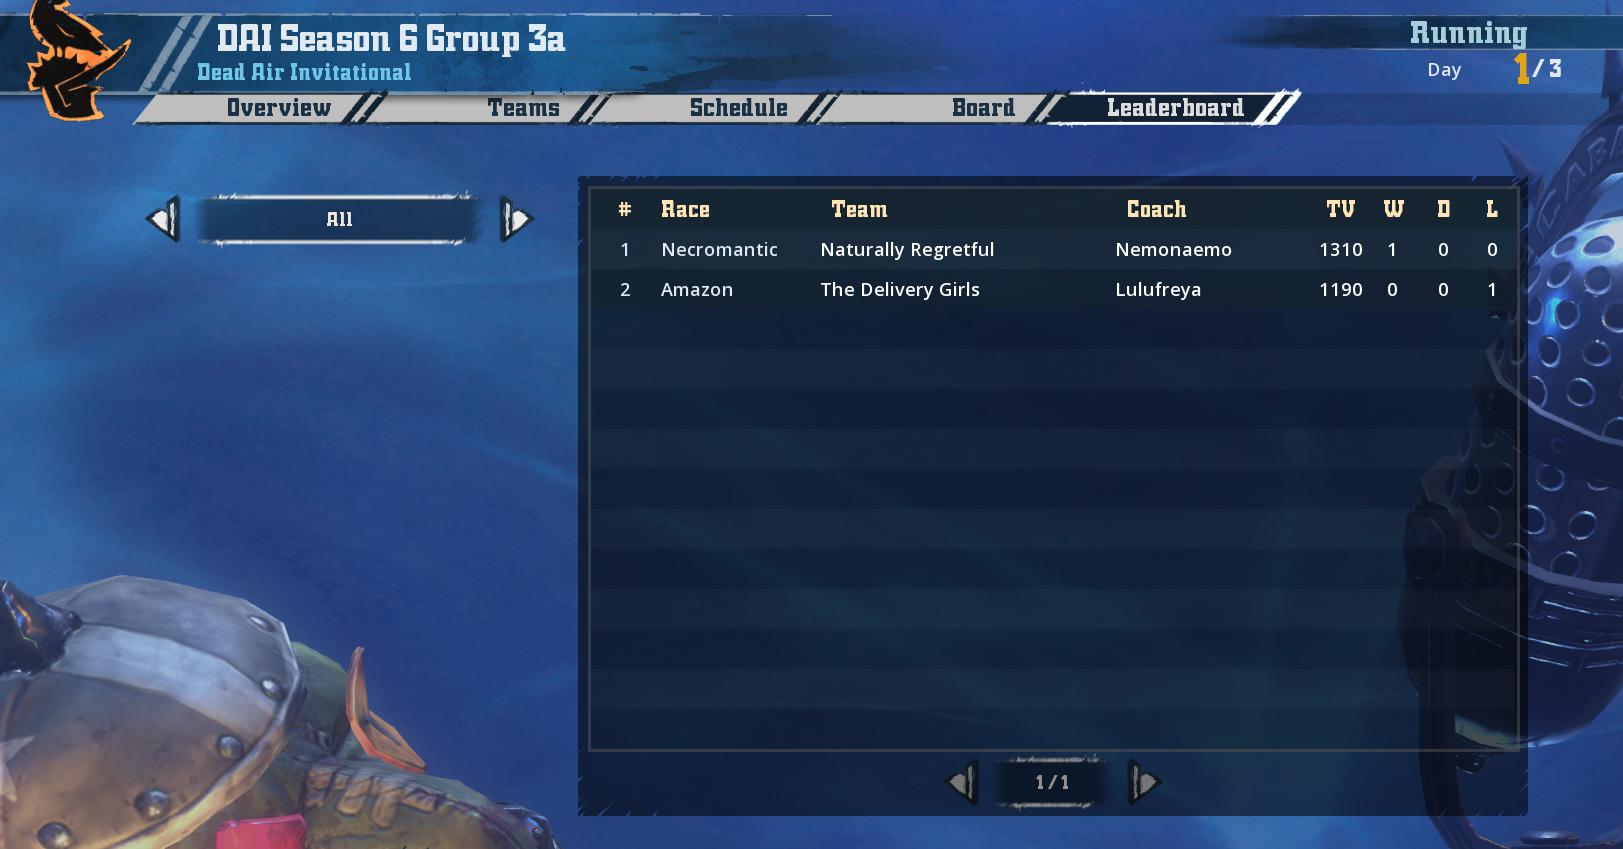 DAI Season 6 Group 3a
Dead Air Invitational
Running
Day 1/3
Overview Teams Schedule Board Leaderboard
All
# Race Team Coach TV W D L
1 Necromantic Naturally Regretful Nemonaemo 1310 1 0 0
2 Amazon The Delivery Girls Lulufreya 1190 0 0 1
1/1